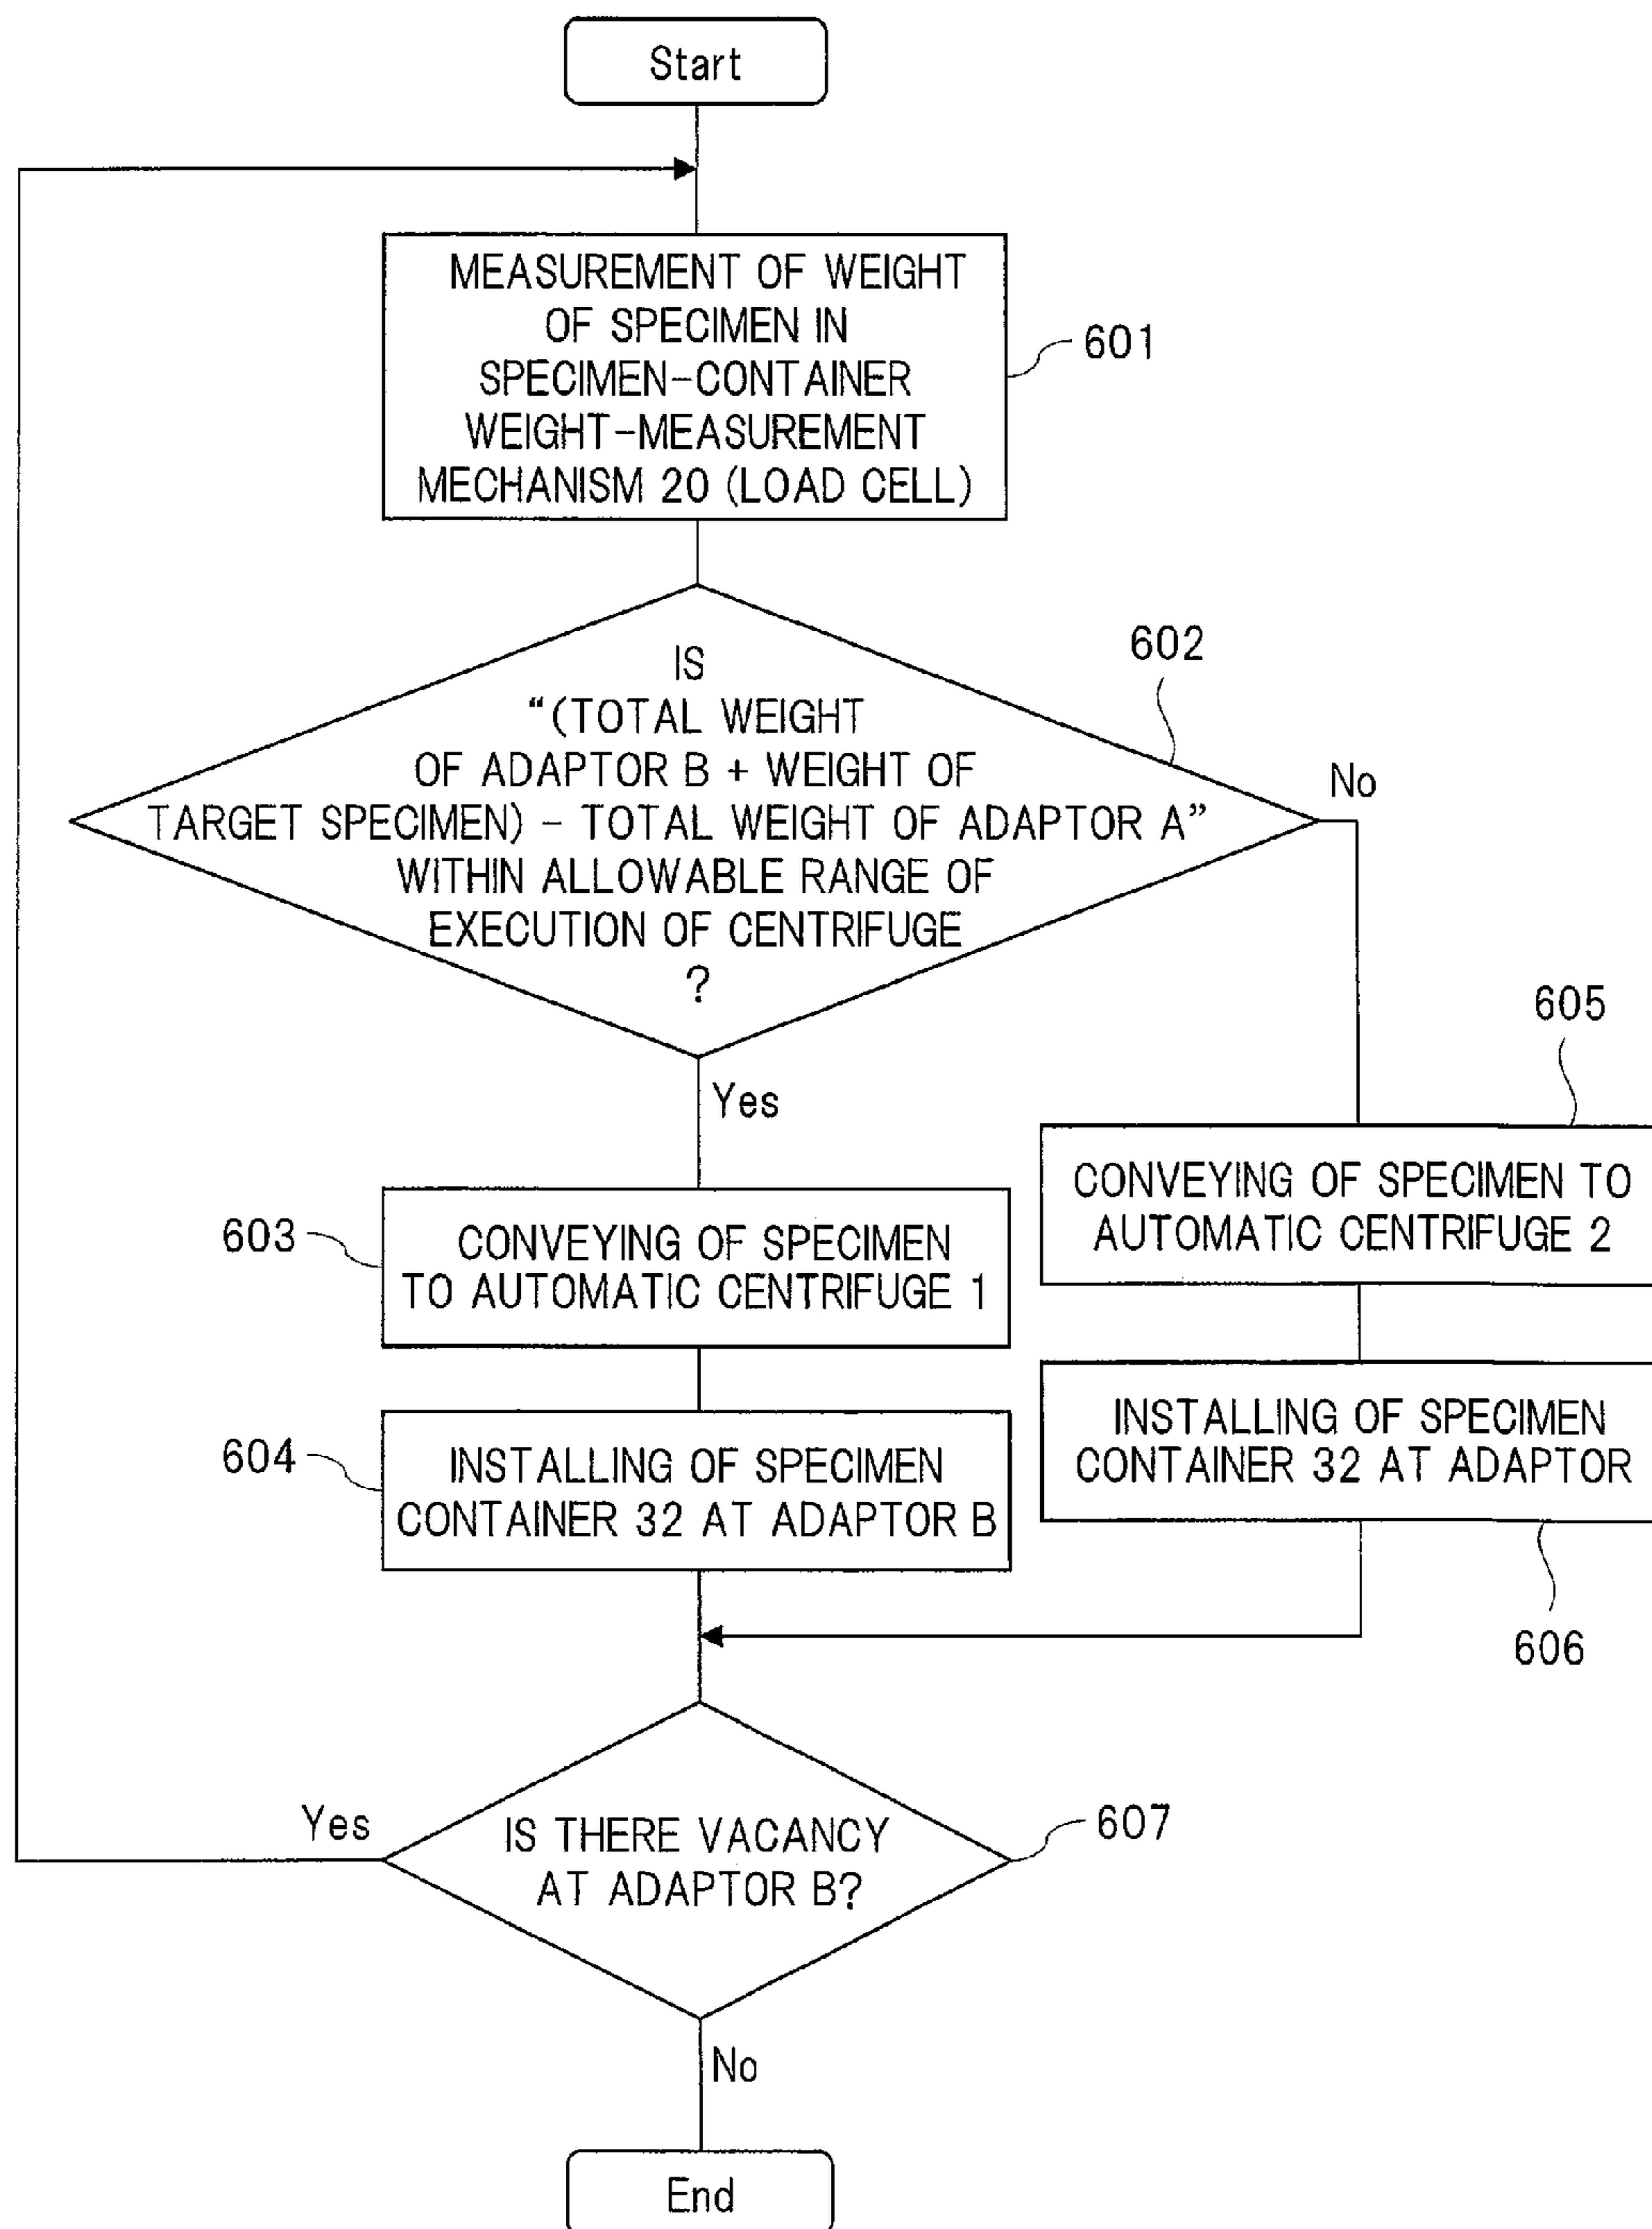 Start
MEASUREMENT OF WEIGHT
OF SPECIMEN IN
SPECIMEN-CONTAINER
WEIGHT-MEASUREMENT
MECHANISM 20 (LOAD CELL)
601
602
IS
“(TOTAL WEIGHT
OF ADAPTOR B + WEIGHT OF
TARGET SPECIMEN) – TOTAL WEIGHT OF ADAPTOR A”
WITHIN ALLOWABLE RANGE OF
EXECUTION OF CENTRIFUGE
?
No
Yes
603
CONVEYING OF SPECIMEN
TO AUTOMATIC CENTRIFUGE 1
605
CONVEYING OF SPECIMEN TO
AUTOMATIC CENTRIFUGE 2
604
INSTALLING OF SPECIMEN
CONTAINER 32 AT ADAPTOR B
INSTALLING OF SPECIMEN
CONTAINER 32 AT ADAPTOR
606
Yes
IS THERE VACANCY
AT ADAPTOR B?
607
No
End